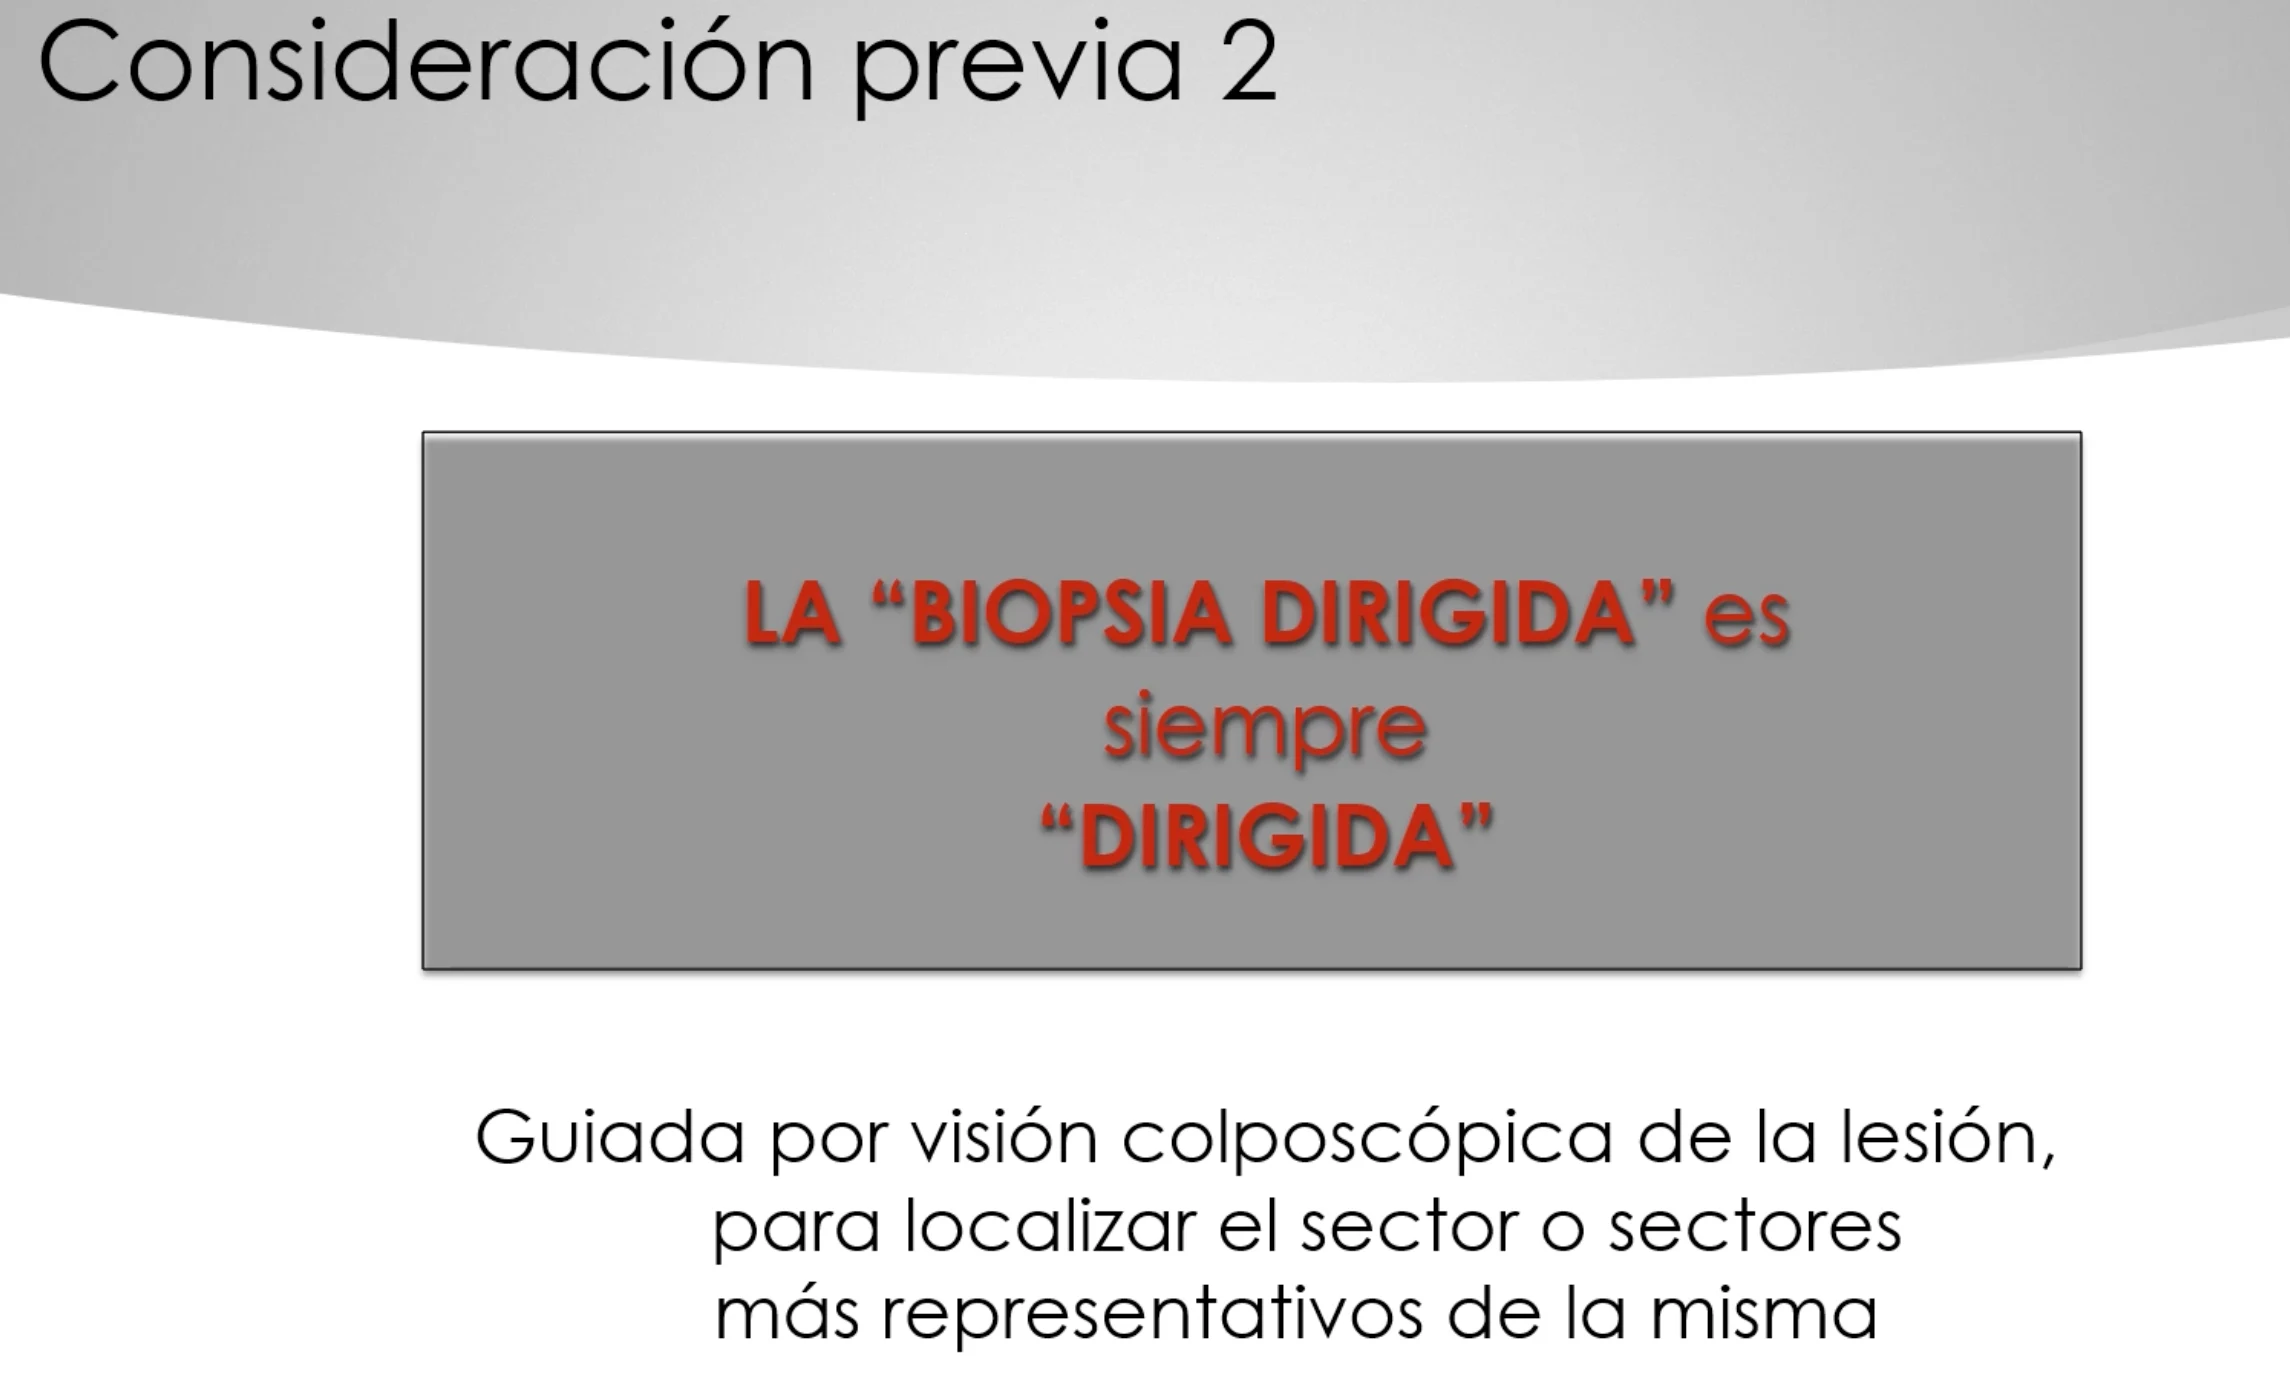 Consideración previa 2
LA “BIOPSIA DIRIGIDA” es
siempre
“DIRIGIDA”
Guiada por visión colposcópica de la lesión,
para localizar el sector o sectores
más representativos de la misma